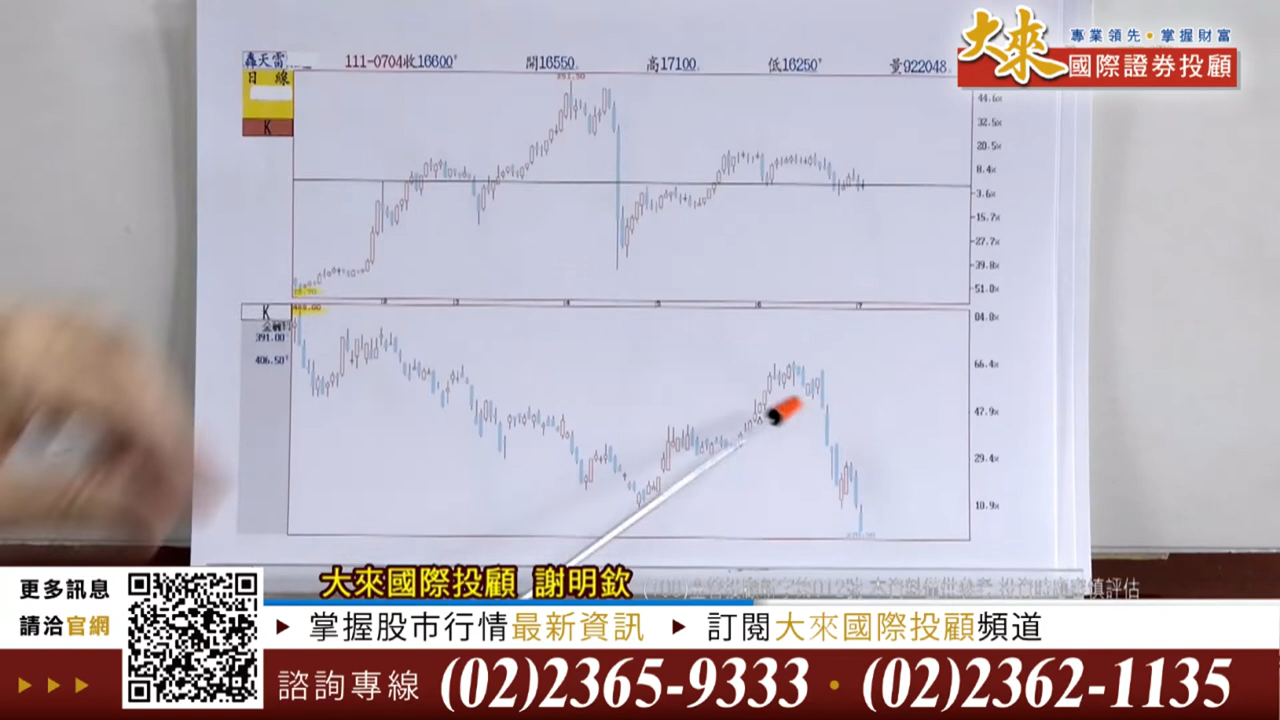 大來
專業領先•掌握財富
國際證券投顧
轟天雷
111-0704收16600 開16550 高17100 低16250 量922048
日 線
K
44.6%
32.5%
20.5%
8.4%
3.6%
15.7%
27.7%
39.8%
51.8%
K
391.00
406.50
84.8%
66.4%
47.9%
29.4%
10.9%
大來國際投顧 謝明欽
更多訊息
請洽官網
掌握股市行情最新資訊 訂閱大來國際投顧頻道
諮詢專線 (02)2365-9333•(02)2362-1135